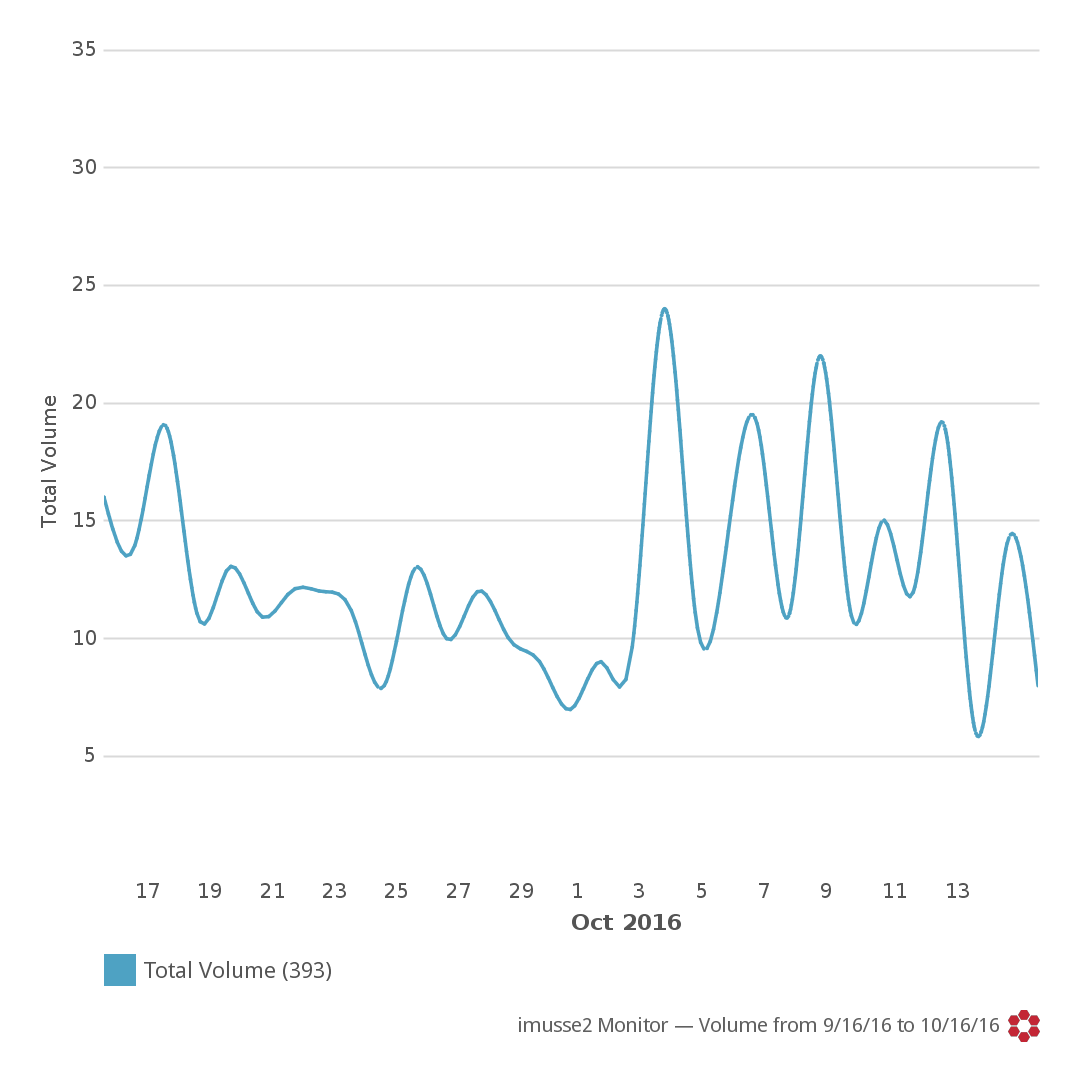 35
30
25
20
15
10
5
Total Volume
17 19 21 23 25 27 29 1 3 5 7 9 11 13
Oct 2016
Total Volume (393)
imusse2 Monitor — Volume from 9/16/16 to 10/16/16